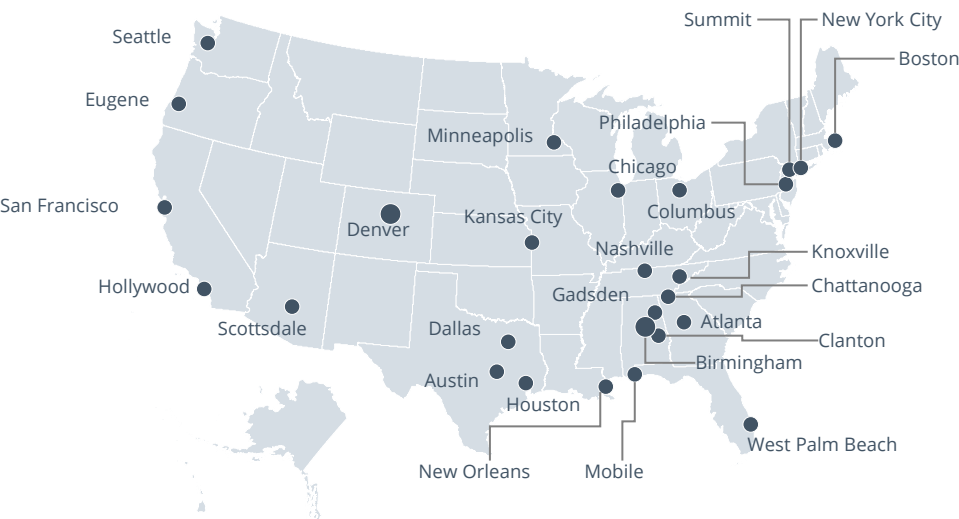 Summit
New York City
Seattle
Boston
Eugene
Philadelphia
Minneapolis
Chicago
San Francisco
Columbus
Kansas City
Denver
Nashville
Knoxville
Hollywood
Chattanooga
Gadsden
Scottsdale
Dallas
Atlanta
Clanton
Birmingham
Austin
Houston
West Palm Beach
New Orleans
Mobile